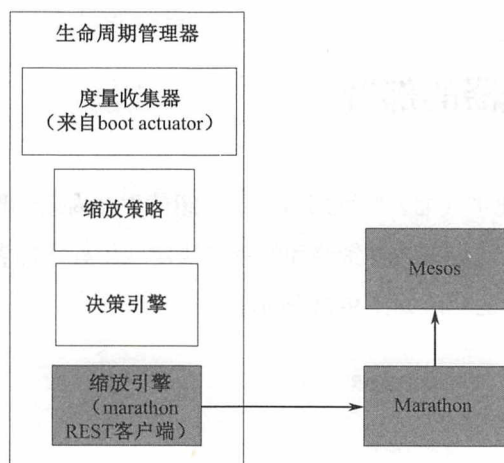 生命周期管理器
度量收集器
（来自boot actuator）
缩放策略
决策引擎
缩放引擎
（marathon
REST客户端）
Mesos
Marathon